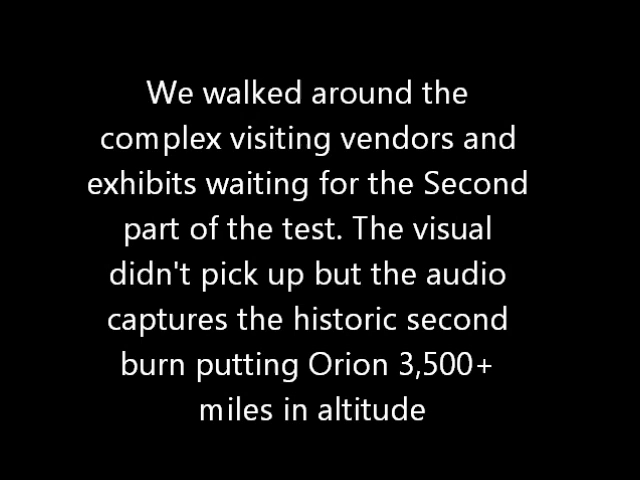 We walked around the
complex visiting vendors and
exhibits waiting for the Second
part of the test. The visual
didn't pick up but the audio
captures the historic second
burn putting Orion 3,500+
miles in altitude